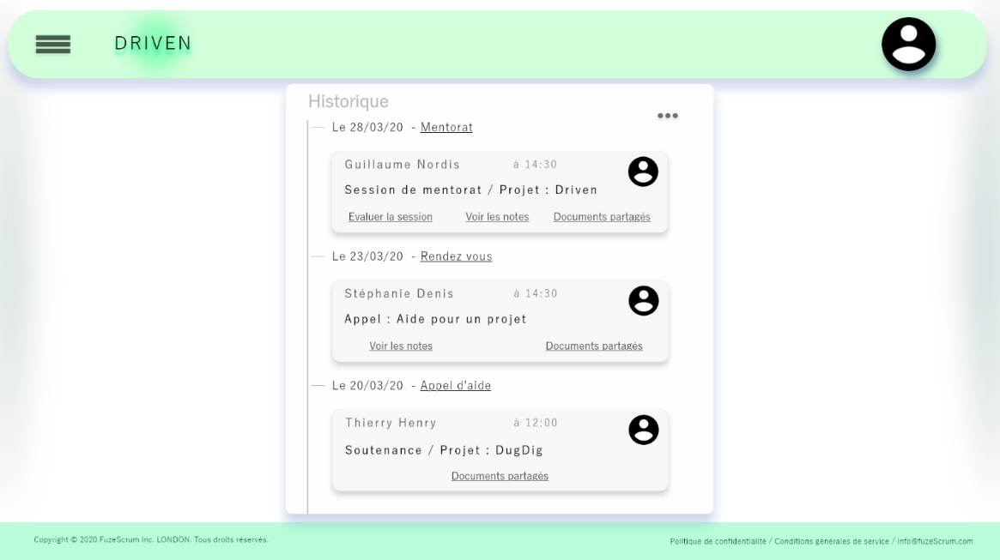 DRIVEN
Historique
Le 28/03/20 - Mentorat
Guillaume Nordis à 14:30
Session de mentorat / Projet : Driven
Evaluer la session Voir les notes Documents partagés
Le 23/03/20 - Rendez vous
Stéphanie Denis à 14:30
Appel : Aide pour un projet
Voir les notes Documents partagés
Le 20/03/20 - Appel d'aide
Thierry Henry à 12:00
Soutenance / Projet : DugDig
Documents partagés
Copyright © 2020 FuzeScrum Inc. LONDON. Tous droits réservés.
Politique de confidentialité / Conditions générales de service / info@fuzeScrum.com